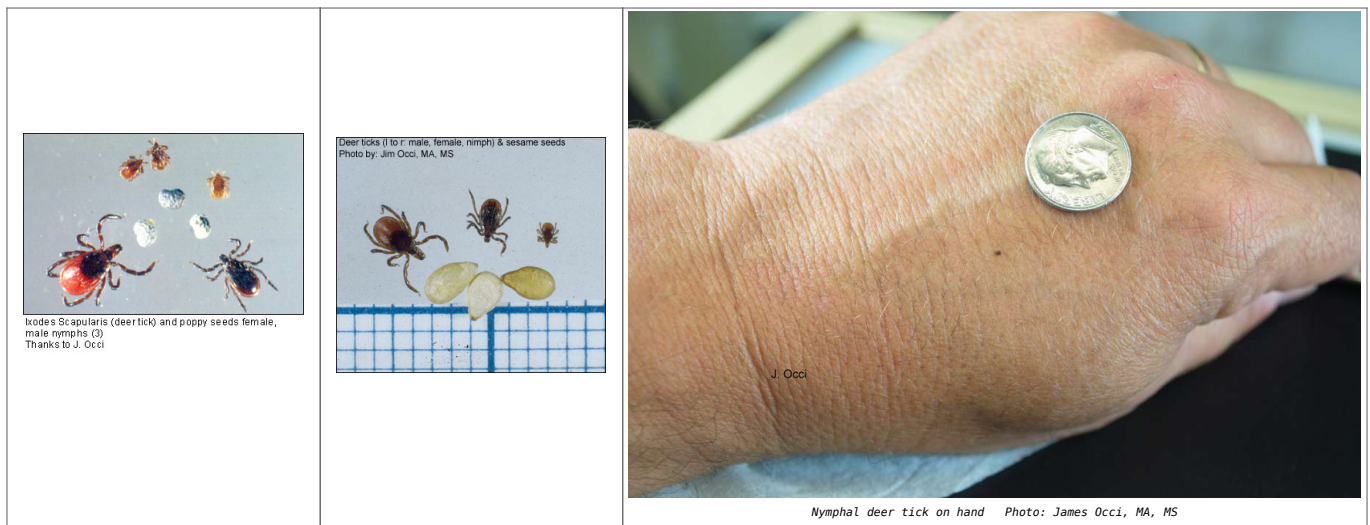 Ixodes Scapularis (deer tick) and poppy seeds female,
male nymphs (3)
Thanks to J. Occi
Deer ticks (l to r: male, female, nimph) & sesame seeds
Photo by: Jim Occi, MA, MS
J. Occi
Nymphal deer tick on hand Photo: James Occi, MA, MS